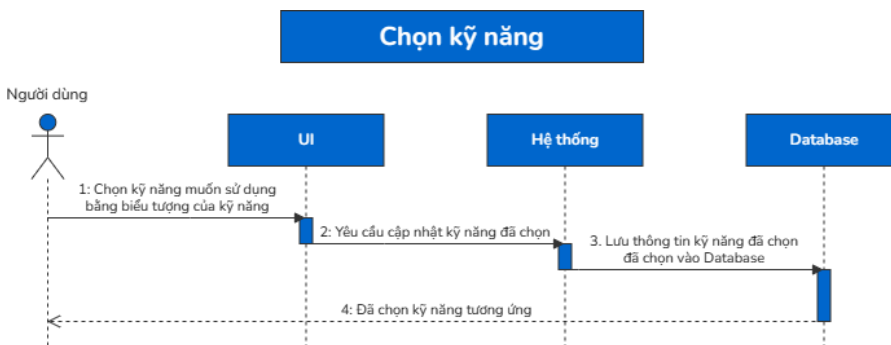 Chọn kỹ năng
Người dùng
UI
Hệ thống
Database
1: Chọn kỹ năng muốn sử dụng
bằng biểu tượng của kỹ năng
2: Yêu cầu cập nhật kỹ năng đã chọn
3. Lưu thông tin kỹ năng đã chọn
đã chọn vào Database
4: Đã chọn kỹ năng tương ứng